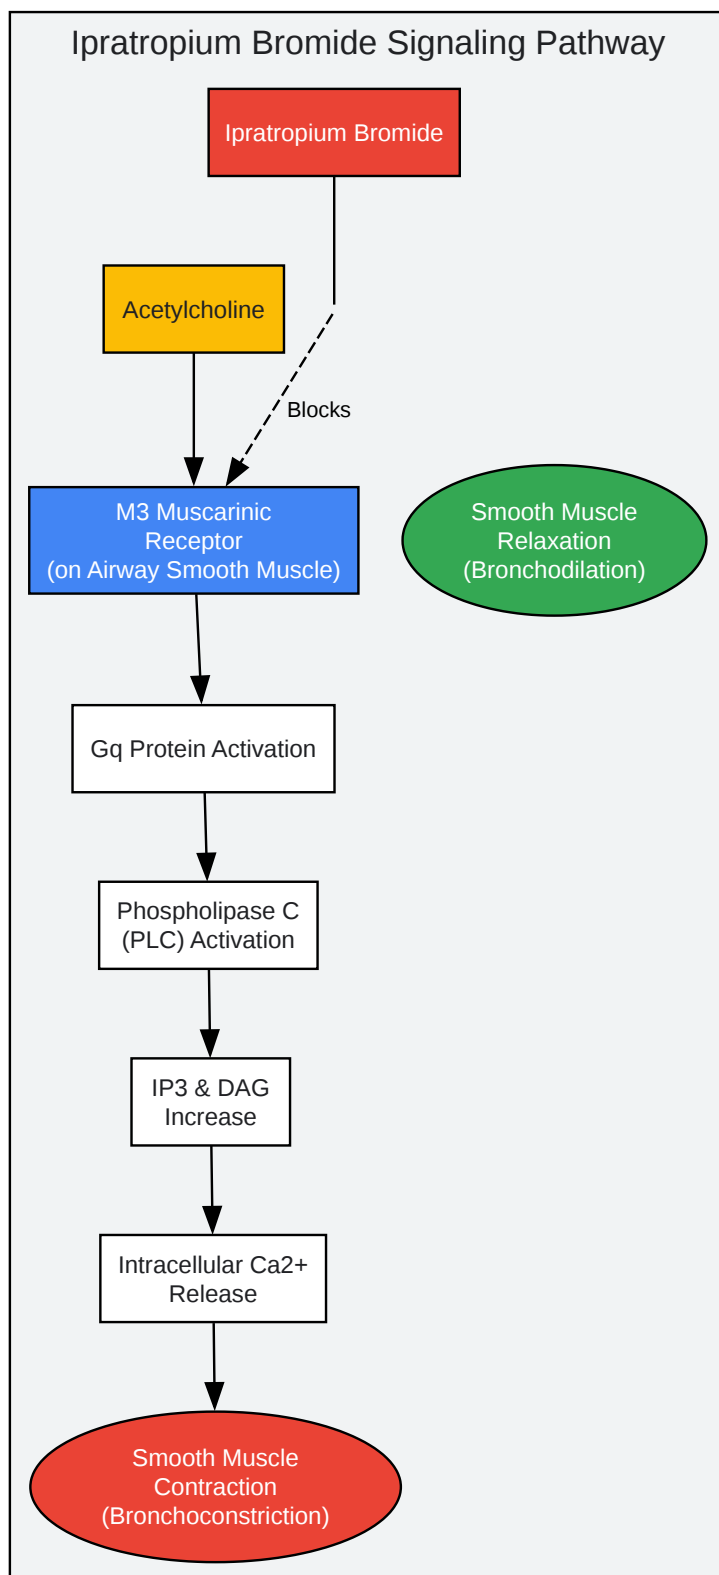 Ipratropium Bromide Signaling Pathway
Ipratropium Bromide
Acetylcholine
Blocks
M3 Muscarinic
Receptor
(on Airway Smooth Muscle)
Smooth Muscle
Relaxation
(Bronchodilation)
Gq Protein Activation
Phospholipase C
(PLC) Activation
IP3 & DAG
Increase
Intracellular Ca2+
Release
Smooth Muscle
Contraction
(Bronchoconstriction)